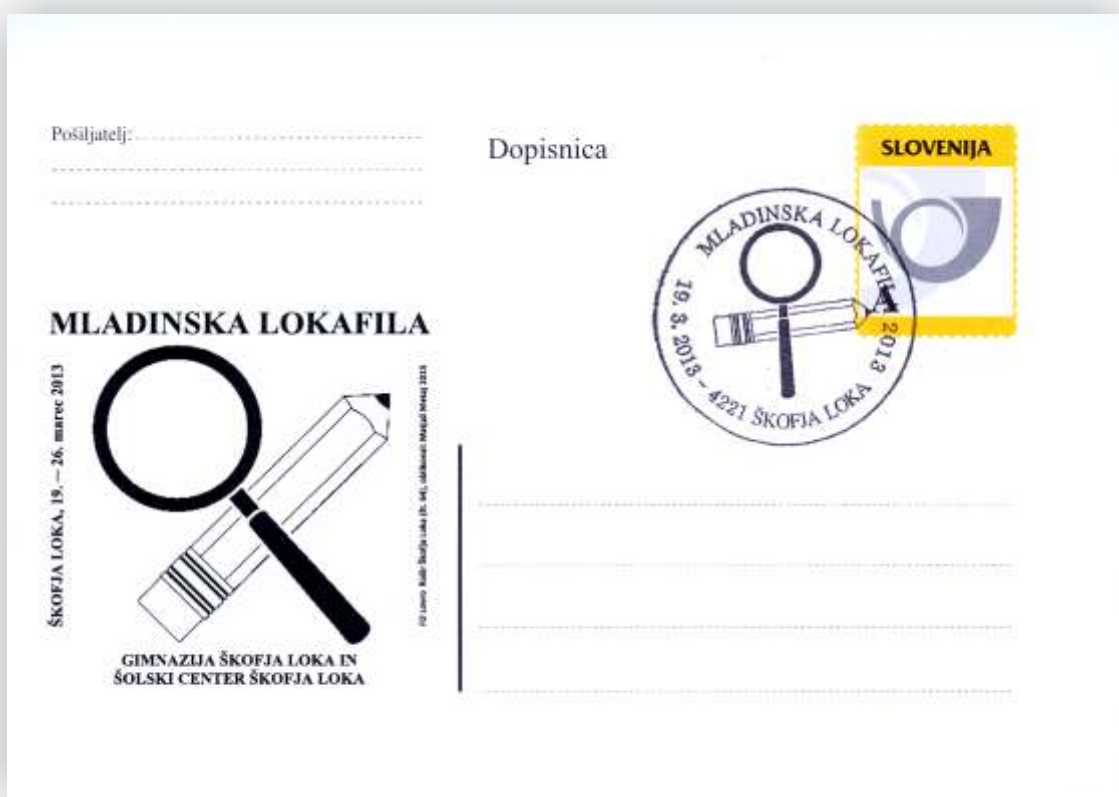 Pošiljatelj:
Dopisnica
SLOVENIJA
MLADINSKA LOKAFILA 2013
19. 3. 2013 - 4221 ŠKOFJA LOKA
MLADINSKA LOKAFILA
ŠKOFJA LOKA, 19. — 26. marec 2013
GIMNAZIJA ŠKOFJA LOKA IN
ŠOLSKI CENTER ŠKOFJA LOKA